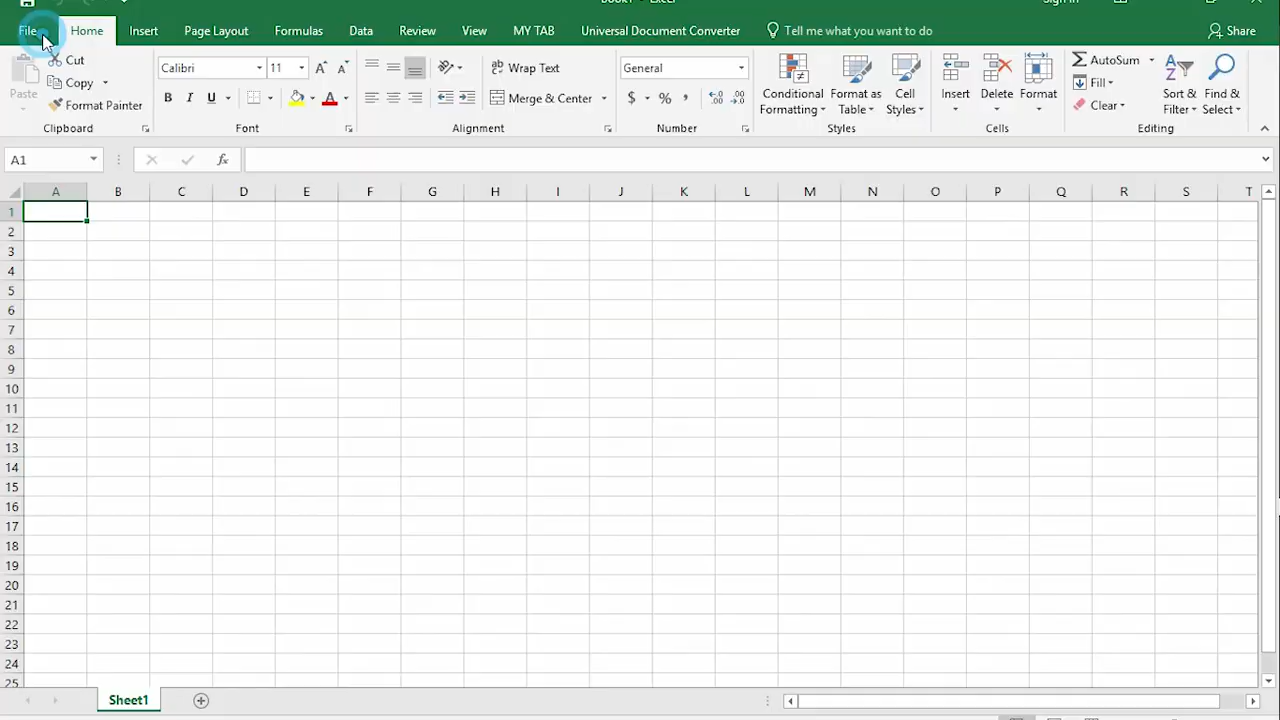 Book1 - Excel
Sign in
File Home Insert Page Layout Formulas Data Review View MY TAB Universal Document Converter Tell me what you want to do Share
Paste
Cut
Copy
Format Painter
Clipboard
Calibri 11
B I U
Font
Wrap Text
Merge & Center
Alignment
General
$ % ,
Number
Conditional Formatting
Format as Table
Cell Styles
Styles
Insert Delete Format
Cells
AutoSum
Fill
Clear
Sort & Filter
Find & Select
Editing
A1 fx
A B C D E F G H I J K L M N O P Q R S T
1
2
3
4
5
6
7
8
9
10
11
12
13
14
15
16
17
18
19
20
21
22
23
24
25
Sheet1